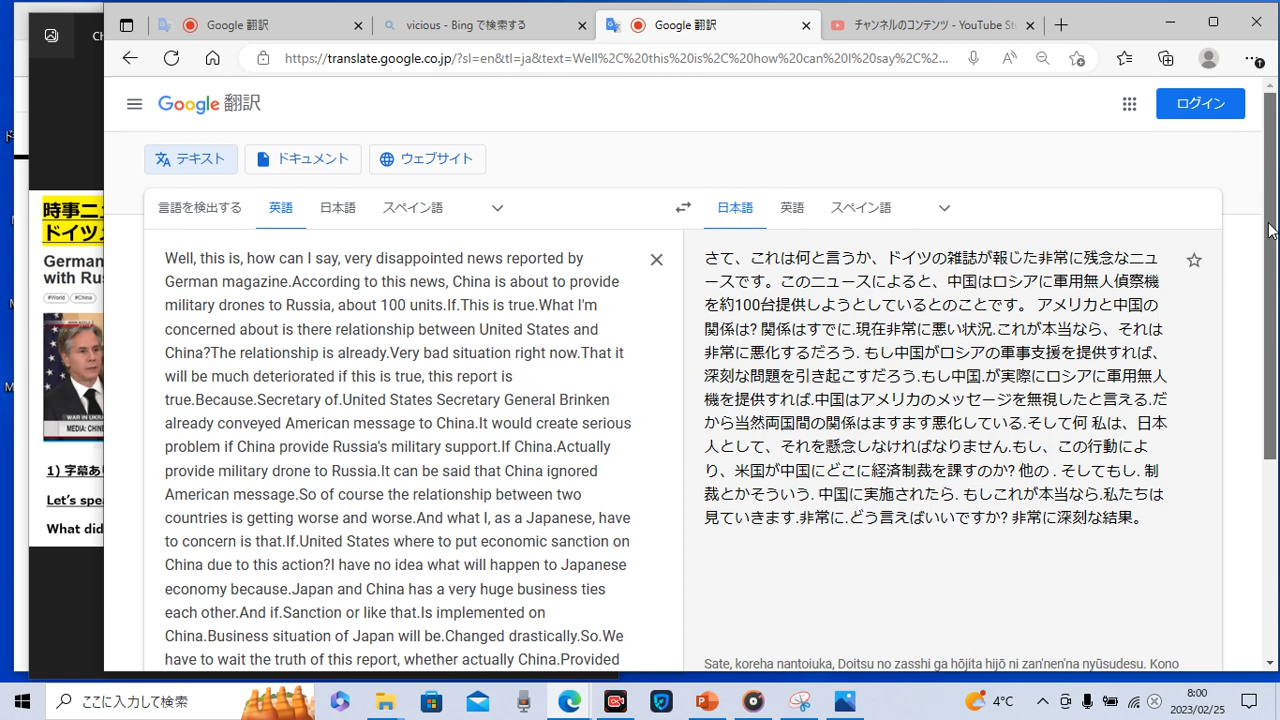 Google 翻訳
vicious - Bing で検索する
Google 翻訳
チャンネルのコンテンツ - YouTube St
https://translate.google.co.jp/?sl=en&tl=ja&text=Well%2C%20this%20is%2C%20how%20can%20I%20say%2C%2...
Ch
Google 翻訳
ログイン
テキスト
ドキュメント
ウェブサイト
言語を検出する
英語
日本語
スペイン語
日本語
英語
スペイン語
Well, this is, how can I say, very disappointed news reported by
German magazine.According to this news, China is about to provide
military drones to Russia, about 100 units.If.This is true.What I'm
concerned about is there relationship between United States and
China?The relationship is already.Very bad situation right now.That it
will be much deteriorated if this is true, this report is
true.Because.Secretary of.United States Secretary General Brinken
already conveyed American message to China.It would create serious
problem if China provide Russia's military support.If China.Actually
provide military drone to Russia.It can be said that China ignored
American message.So of course the relationship between two
countries is getting worse and worse.And what I, as a Japanese, have
to concern is that.If.United States where to put economic sanction on
China due to this action?I have no idea what will happen to Japanese
economy because.Japan and China has a very huge business ties
each other.And if.Sanction or like that.Is implemented on
China.Business situation of Japan will be.Changed drastically.So.We
have to wait the truth of this report, whether actually China.Provided
さて、これは何と言うか、ドイツの雑誌が報じた非常に残念なニュ
ースです。このニュースによると、中国はロシアに軍用無人偵察機
を約100台提供しようとしているとのことです。 アメリカと中国の
関係は? 関係はすでに.現在非常に悪い状況.これが本当なら、それは
非常に悪化するだろう. もし中国がロシアの軍事支援を提供すれば、
深刻な問題を引き起こすだろう.もし中国.が実際にロシアに軍用無人
機を提供すれば.中国はアメリカのメッセージを無視したと言える.だ
から当然両国間の関係はますます悪化している.そして何 私は、日本
人として、それを懸念しなければなりません.もし、この行動によ
り、米国が中国にどこに経済制裁を課すのか? 他の . そしてもし. 制
裁とかそういう. 中国に実施されたら. もしこれが本当なら.私たちは
見ていきます.非常に.どう言えばいいですか? 非常に深刻な結果。
Sate, koreha nantoiuka, Doitsu no zasshi ga hōjita hijō ni zan'nen'na nyūsudesu. Kono
時事ニュ
ドイツメ
German
with Rus
#World
#China
WAR IN UKRA
MEDIA: CHINE
1) 字幕あり
Let's spea
What did
ここに入力して検索
4°C
8:00
2023/02/25